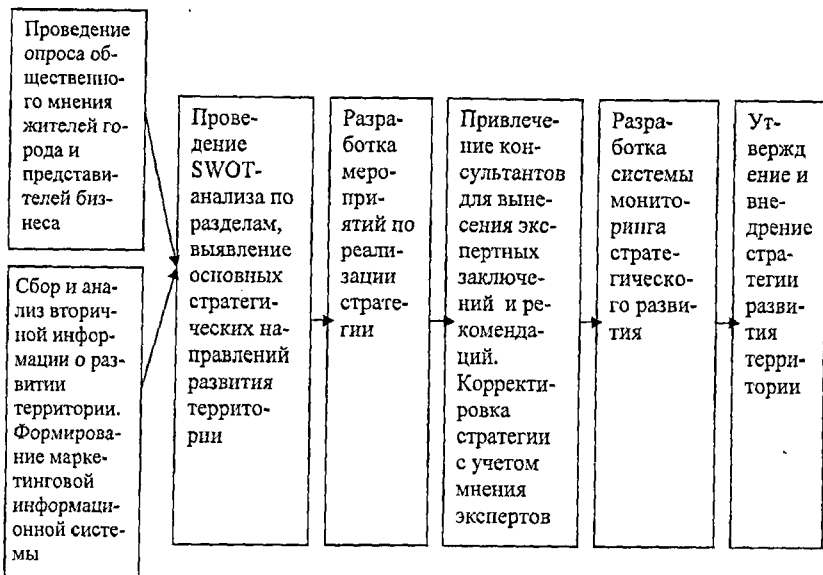 Проведение
опроса об-
щественно-
го мнения
жителей го-
рода и
представи-
телей биз-
неса
Сбор и ана-
лиз вторич-
ной инфор-
мации о раз-
витии
территории.
Формирова-
ние марке-
тинговой
информаци-
онной систе-
мы
Прове-
дение
SWOT-
анализа по
разделам,
выявление
основных
стратеги-
ческих на-
правлений
развития
террито-
рии
Разра-
ботка
меро-
при-
ятий по
реали-
зации
страте-
гии
Привлече-
ние кон-
сультантов
для выне-
сения экс-
пертных
заключе-
ний и ре-
коменда-
ций.
Корректи-
ровка
стратегии
с учетом
мнения
экспертов
Разра-
ботка
системы
монито-
ринга
страте-
гическо-
го разви-
тия
Ут-
вержд
ение и
вне-
дрение
стра-
тегии
разви-
тия
терри-
тории